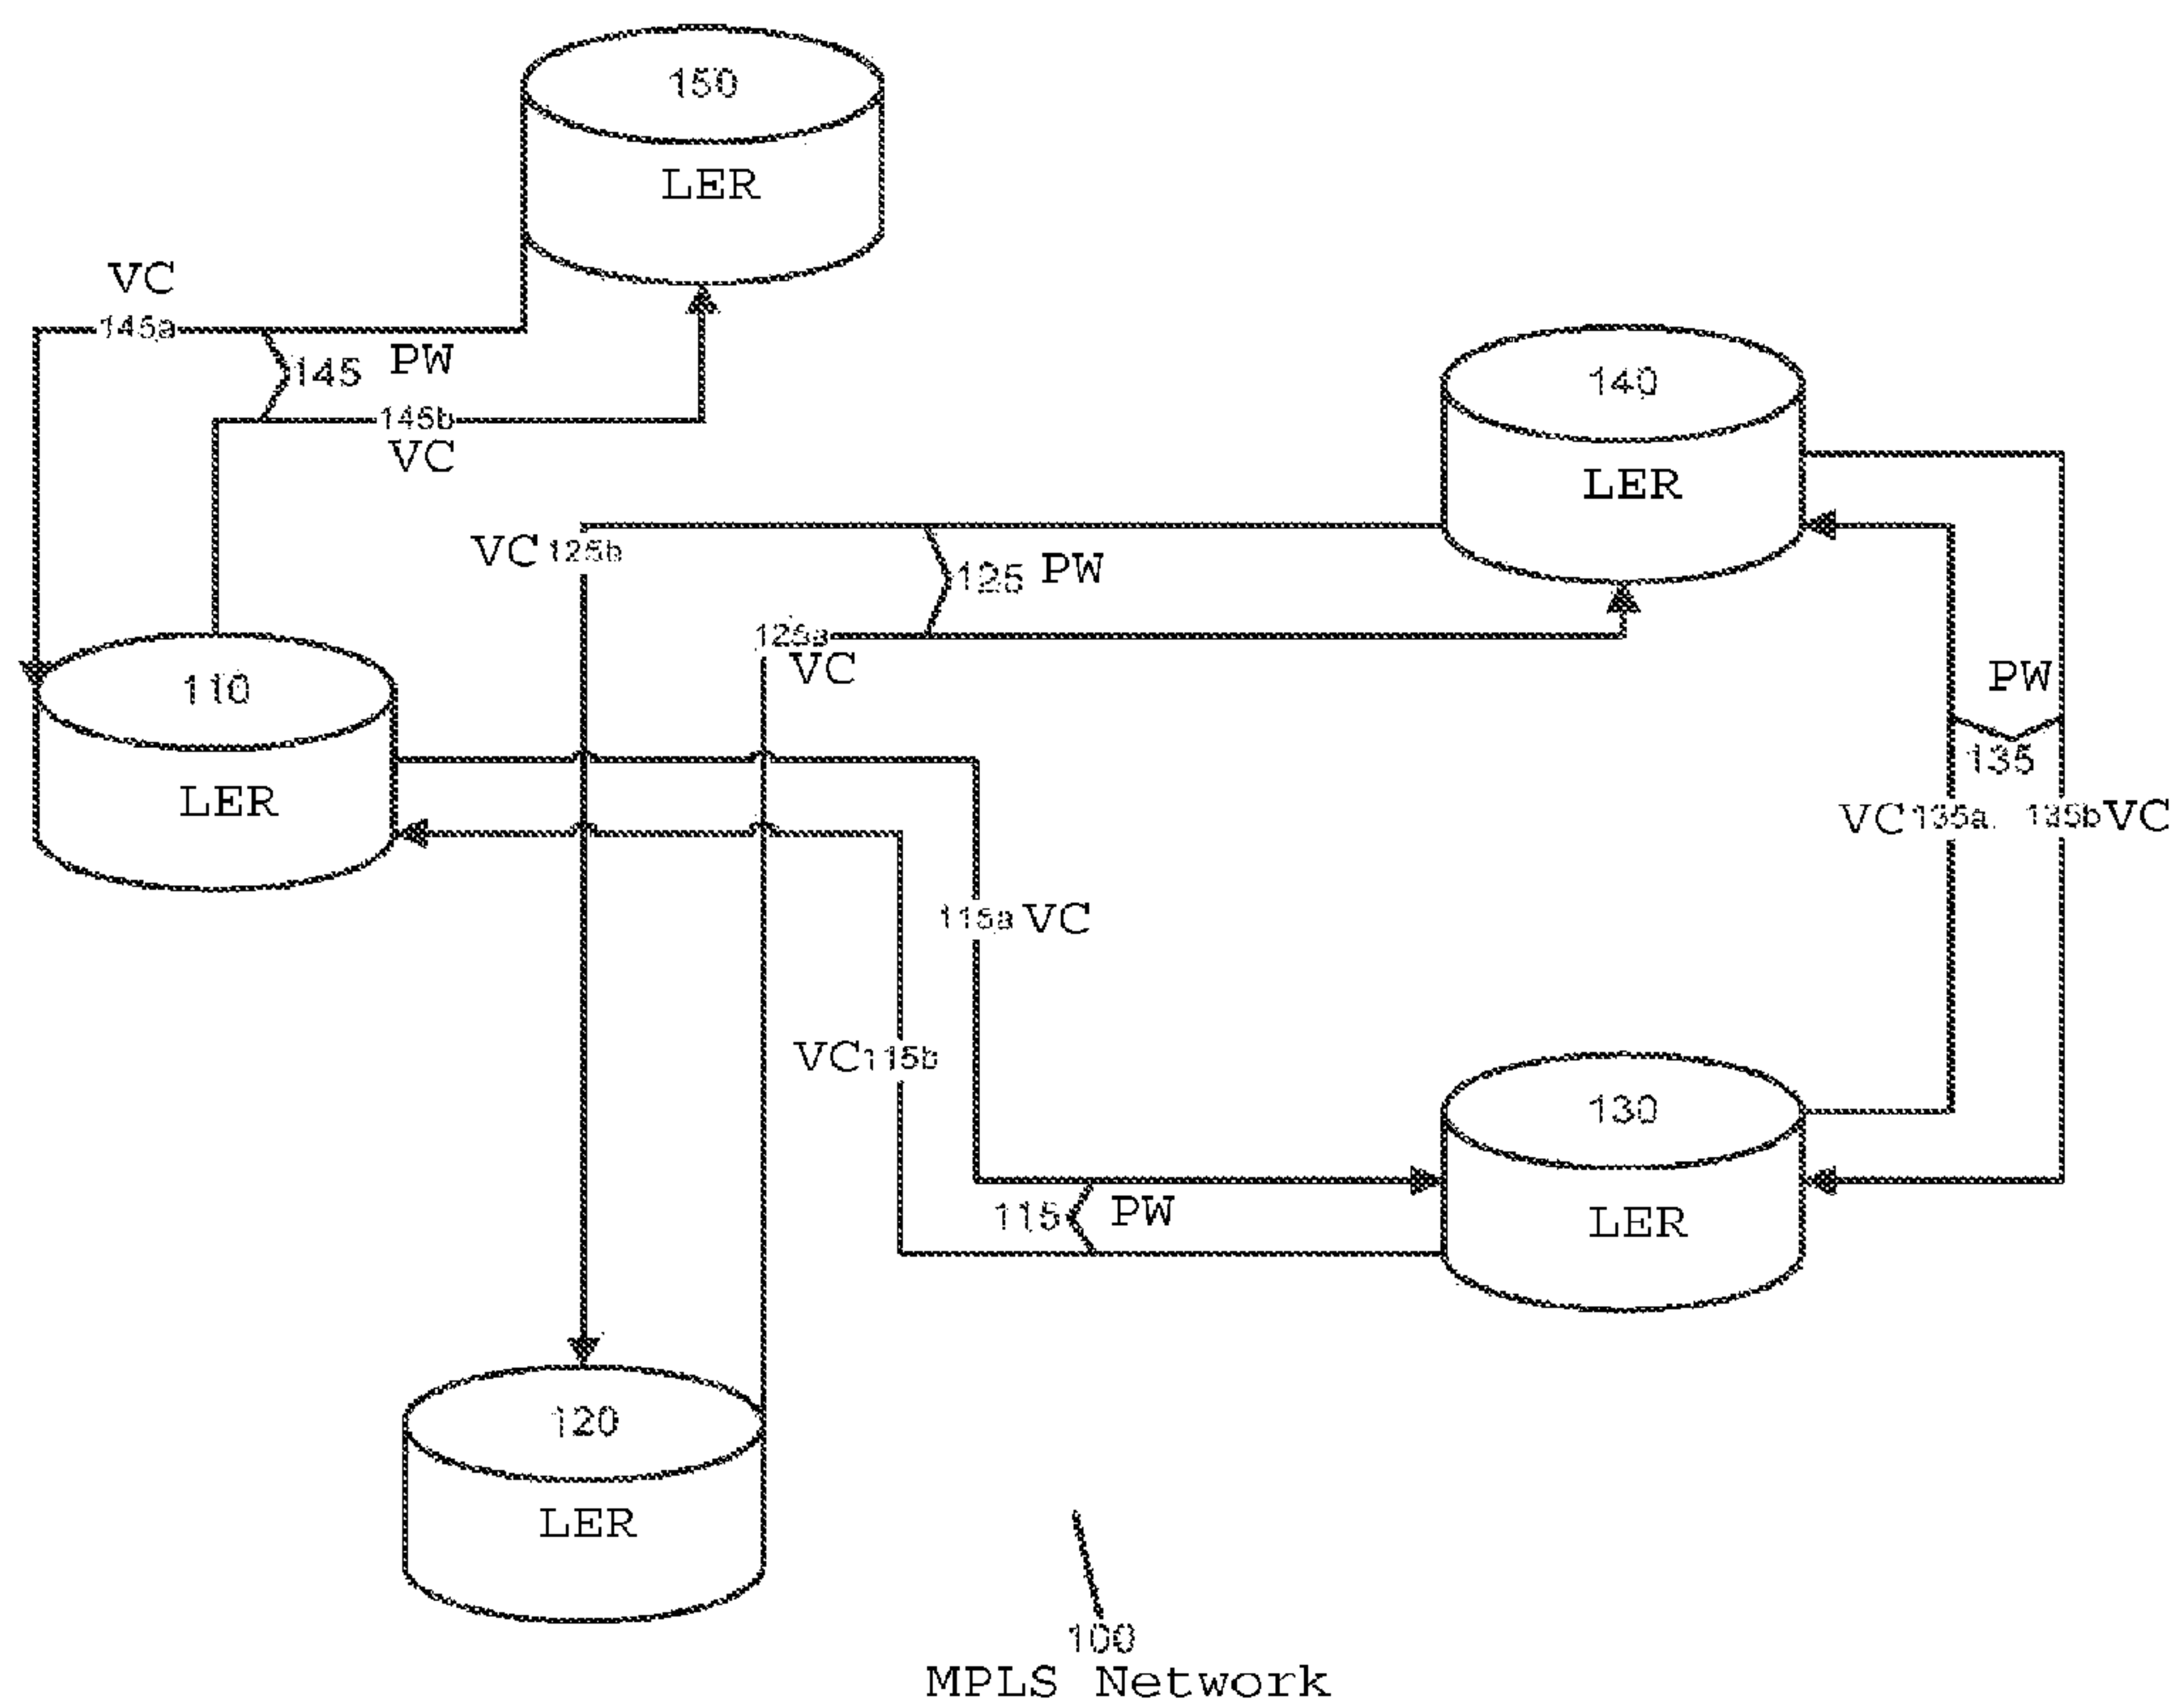 150
LER
VC
145a
145 PW
145b
VC
140
LER
VC 125b
125 PW
125a
VC
110
LER
PW
135
VC 135a
135b VC
115a VC
VC 115b
130
LER
115 PW
120
LER
100
MPLS Network